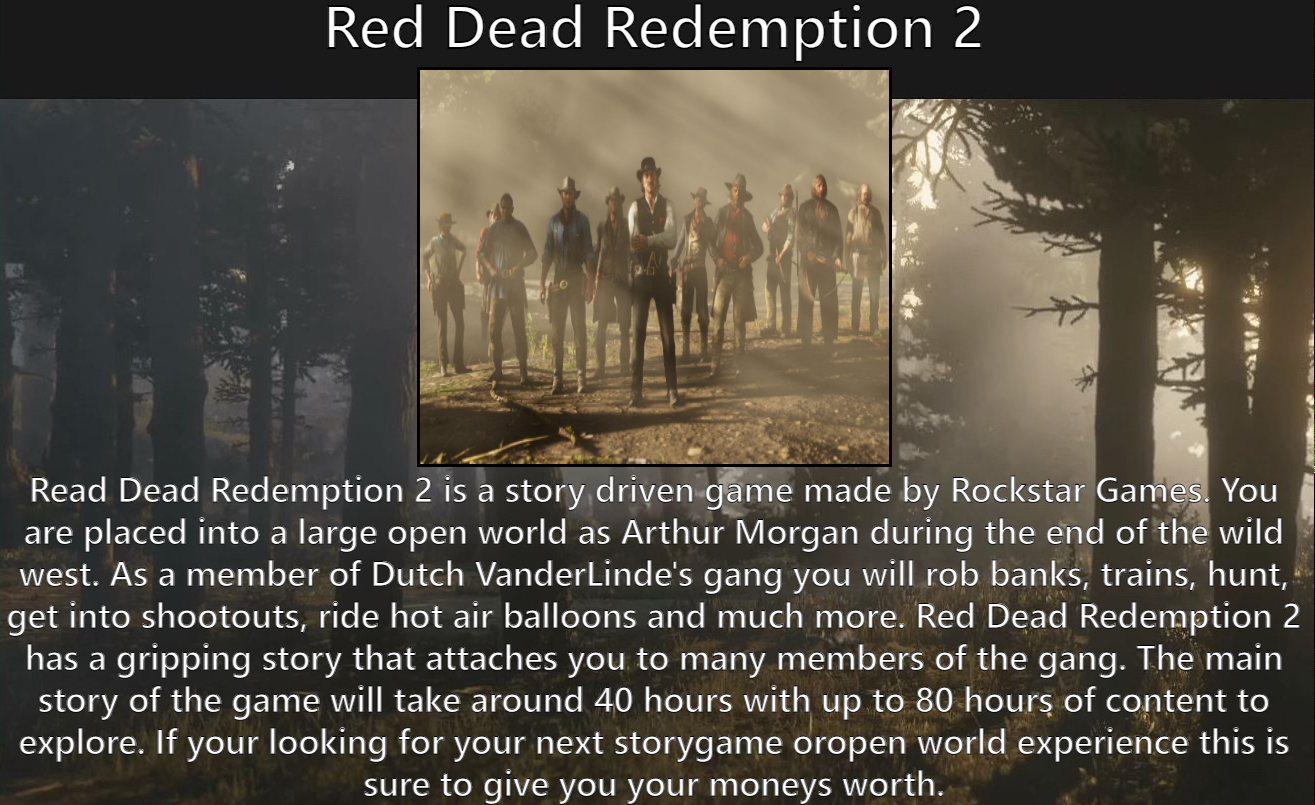 Red Dead Redemption 2
Read Dead Redemption 2 is a story driven game made by Rockstar Games. You
are placed into a large open world as Arthur Morgan during the end of the wild
west. As a member of Dutch VanderLinde's gang you will rob banks, trains, hunt,
get into shootouts, ride hot air balloons and much more. Red Dead Redemption 2
has a gripping story that attaches you to many members of the gang. The main
story of the game will take around 40 hours with up to 80 hours of content to
explore. If your looking for your next storygame oropen world experience this is
sure to give you your moneys worth.